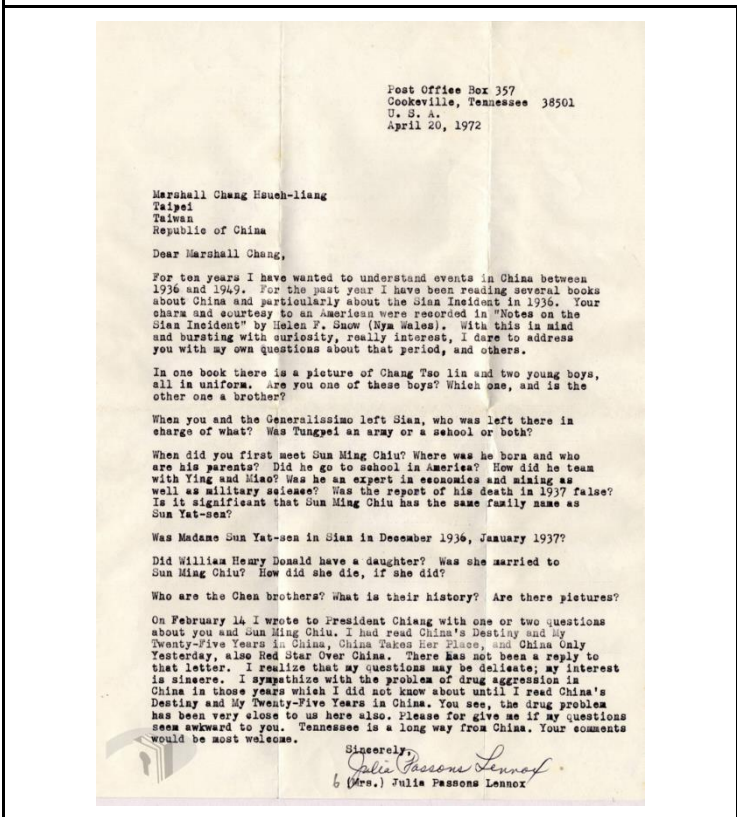 Post Office Box 357
Cookeville, Tennessee 38501
U. S. A.
April 20, 1972
Marshall Chang Hsueh-liang
Taipei
Taiwan
Republic of China
Dear Marshall Chang,
For ten years I have wanted to understand events in China between
1936 and 1949. For the past year I have been reading several books
about China and particularly about the Sian Incident in 1936. Your
charm and courtesy to an American were recorded in "Notes on the
Sian Incident" by Helen F. Snow (Nym Wales). With this in mind
and bursting with curiosity, really interest, I dare to address
you with my own questions about that period, and others.
In one book there is a picture of Chang Tso lin and two young boys,
all in uniform. Are you one of these boys? Which one, and is the
other one a brother?
When you and the Generalissimo left Sian, who was left there in
charge of what? Was Tungpei an army or a school or both?
When did you first meet Sun Ming Chiu? Where was he born and who
are his parents? Did he go to school in America? How did he team
with Ying and Miao? Was he an expert in economics and mining as
well as military science? Was the report of his death in 1937 false?
Is it significant that Sun Ming Chiu has the same family name as
Sun Yat-sen?
Was Madame Sun Yat-sen in Sian in December 1936, January 1937?
Did William Henry Donald have a daughter? Was she married to
Sun Ming Chiu? How did she die, if she did?
Who are the Chen brothers? What is their history? Are there pictures?
On February 14 I wrote to President Chiang with one or two questions
about you and Sun Ming Chiu. I had read China's Destiny and My
Twenty-Five Years in China, China Takes Her Place, and China Only
Yesterday, also Red Star Over China. There has not been a reply to
that letter. I realize that my questions may be delicate; my interest
is sincere. I sympathize with the problem of drug aggression in
China in those years which I did not know about until I read China's
Destiny and My Twenty-Five Years in China. You see, the drug problem
has been very close to us here also. Please for give me if my questions
seem awkward to you. Tennessee is a long way from China. Your comments
would be most welcome.
Sincerely,
Julia Passons Lennox
6 (Mrs.) Julia Passons Lennox